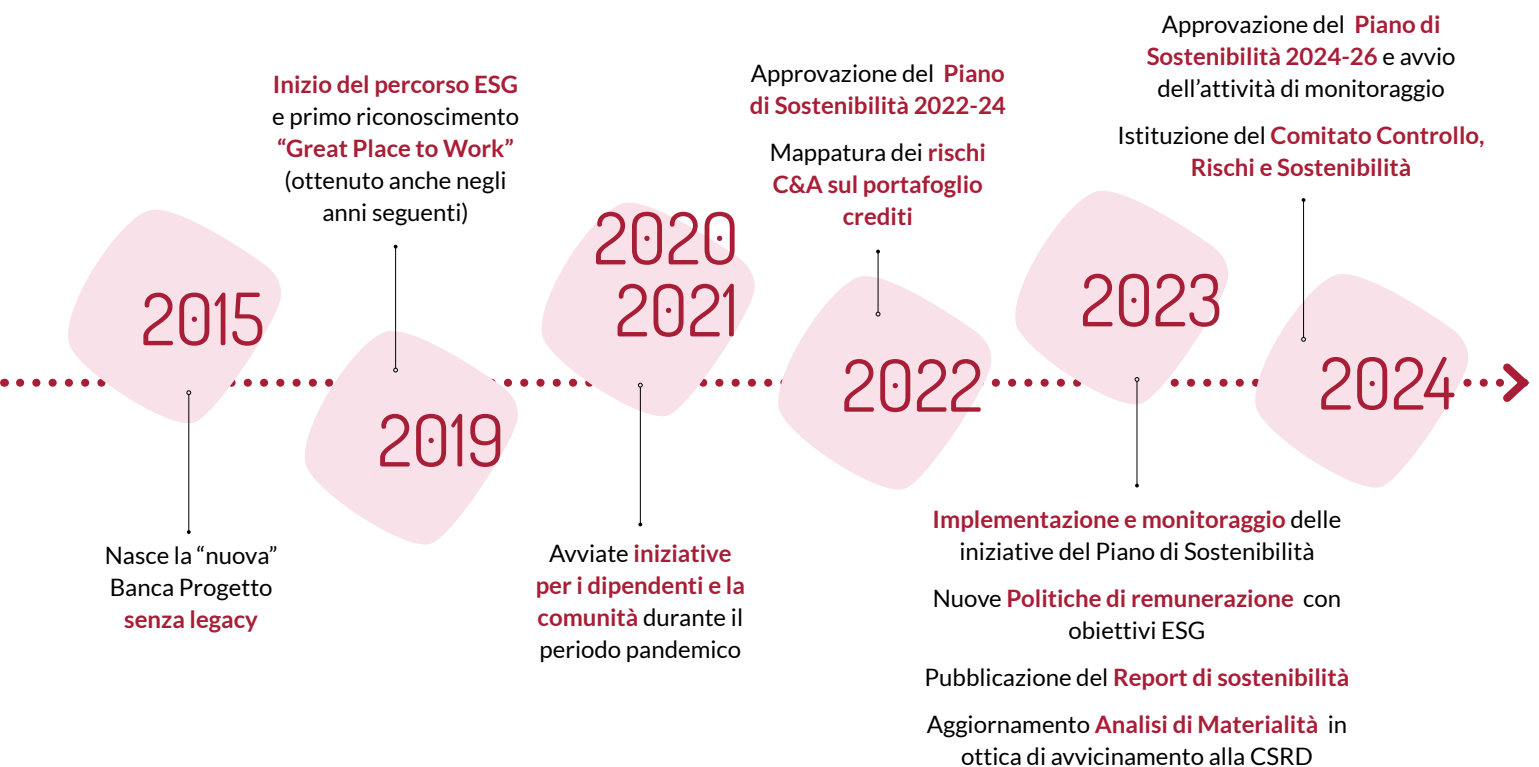 2015
Nasce la “nuova”
Banca Progetto
senza legacy
Inizio del percorso ESG
e primo riconoscimento
“Great Place to Work”
(ottenuto anche negli
anni seguenti)
2019
2020
2021
Avviate iniziative
per i dipendenti e la
comunità durante il
periodo pandemico
Approvazione del Piano
di Sostenibilità 2022-24
Mappatura dei rischi
C&A sul portafoglio
crediti
2022
2023
Implementazione e monitoraggio delle
iniziative del Piano di Sostenibilità
Nuove Politiche di remunerazione con
obiettivi ESG
Pubblicazione del Report di sostenibilità
Aggiornamento Analisi di Materialità in
ottica di avvicinamento alla CSRD
Approvazione del Piano di
Sostenibilità 2024-26 e avvio
dell’attività di monitoraggio
Istituzione del Comitato Controllo,
Rischi e Sostenibilità
2024